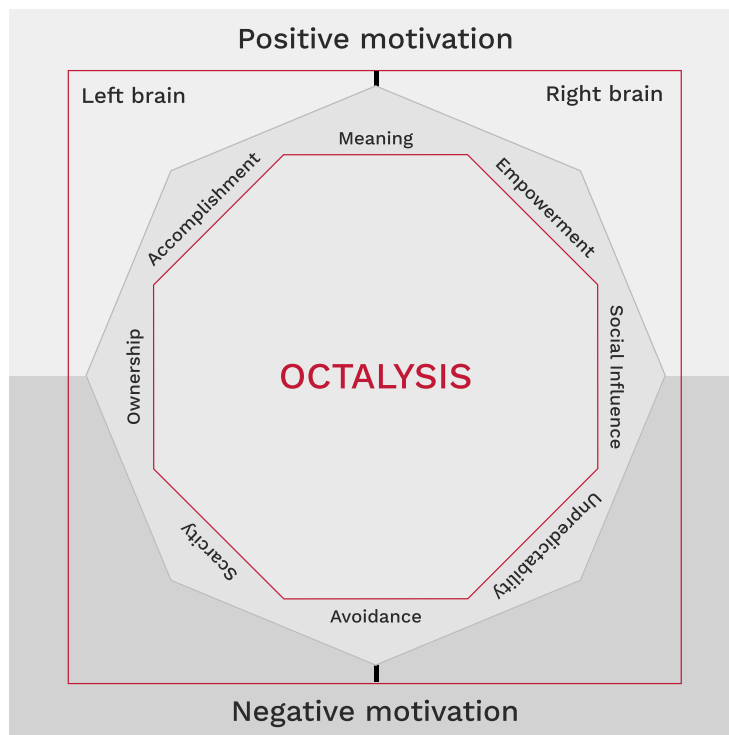 Positive motivation
Left brain
Right brain
Meaning
Accomplishment
Empowerment
Ownership
OCTALYSIS
Social Influence
Scarcity
Unpredictability
Avoidance
Negative motivation